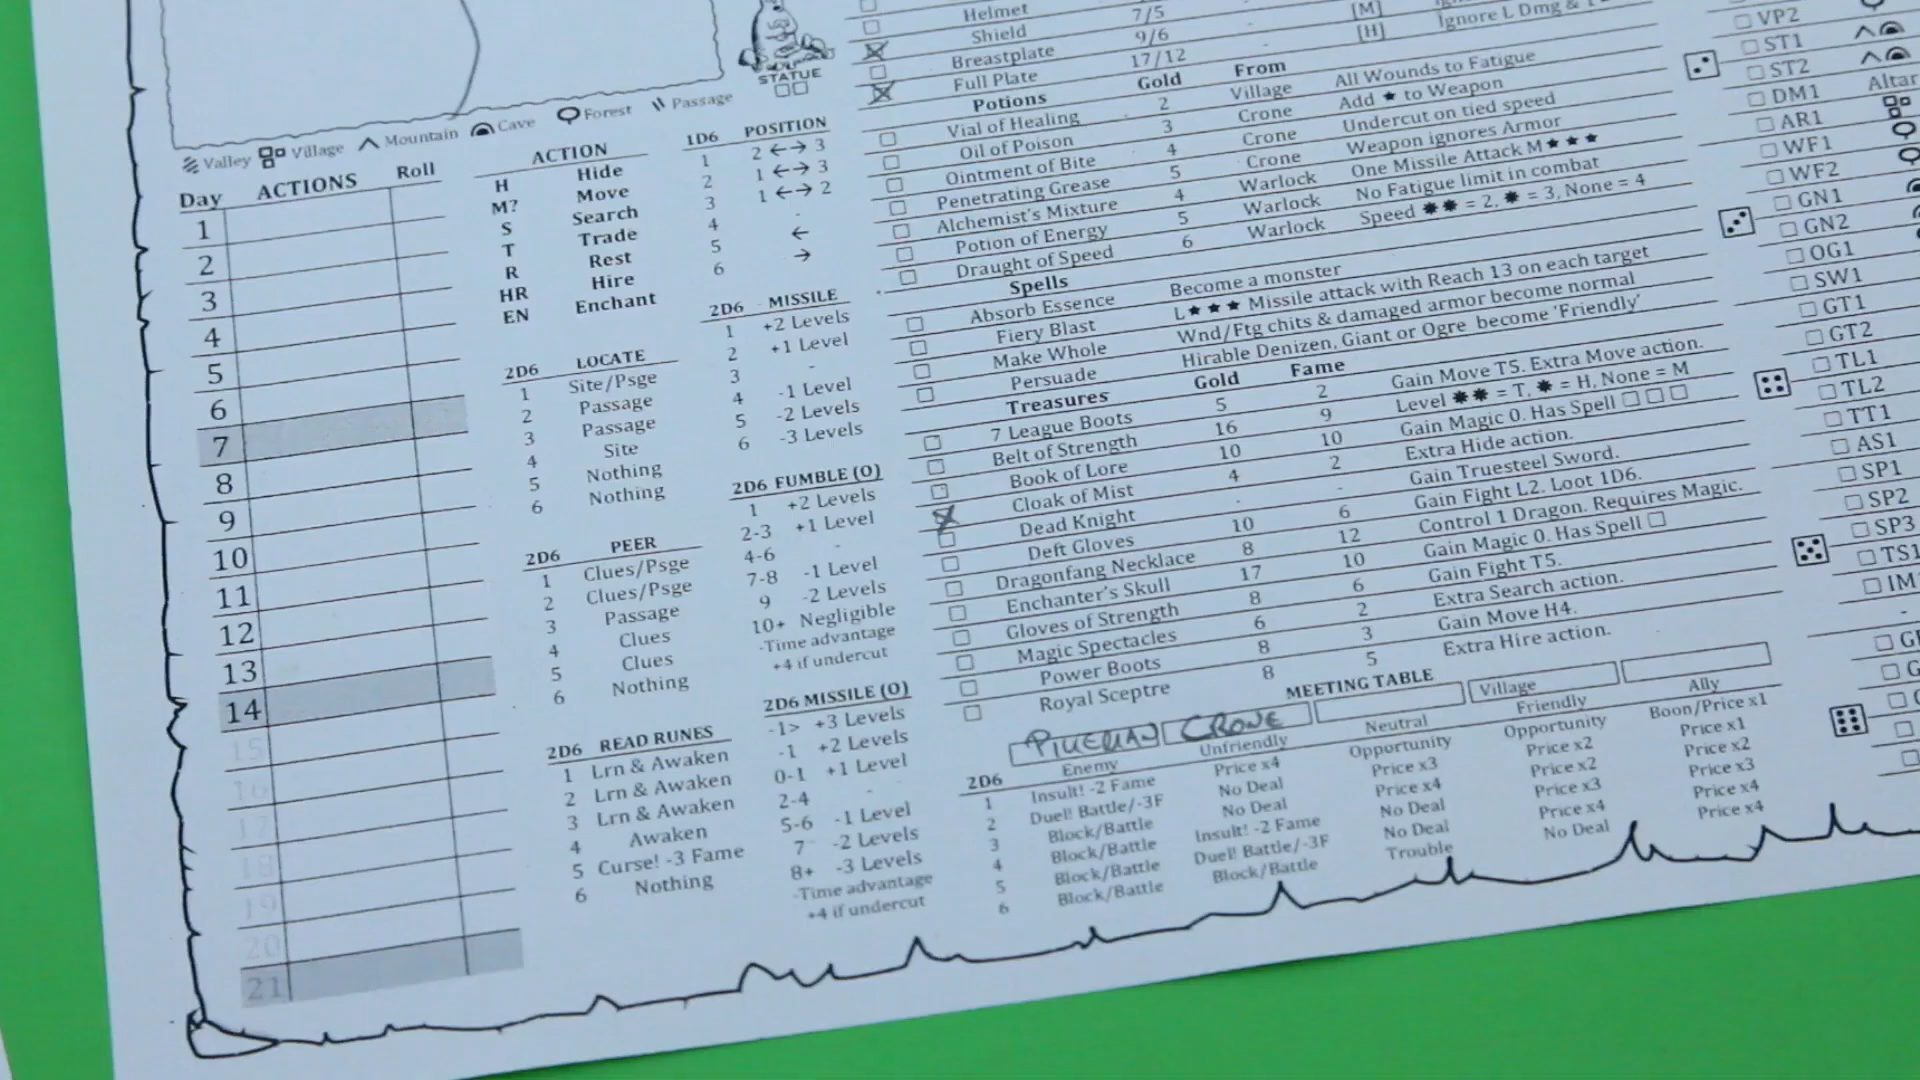 Helmet 7/5 [M]
Shield 9/6 [H] Ignore L Dmg &
Breastplate 17/12
Full Plate
Potions Gold From
Vial of Healing 2 Village All Wounds to Fatigue
Oil of Poison 3 Crone Add ★ to Weapon
Ointment of Bite 4 Crone Undercut on tied speed
Penetrating Grease 5 Crone Weapon ignores Armor
Alchemist's Mixture 4 Warlock One Missile Attack M★★★
Potion of Energy 5 Warlock No Fatigue limit in combat
Draught of Speed 6 Warlock Speed ✹✹ = 2, ✹ = 3, None = 4
Spells
Absorb Essence Become a monster
Fiery Blast L★★★ Missile attack with Reach 13 on each target
Make Whole Wnd/Ftg chits & damaged armor become normal
Persuade Hirable Denizen, Giant or Ogre become 'Friendly'
Treasures Gold Fame
7 League Boots 5 2 Gain Move T5. Extra Move action.
Belt of Strength 16 9 Level ✹✹ = T, ✹ = H, None = M
Book of Lore 10 10 Gain Magic 0. Has Spell
Cloak of Mist 4 2 Extra Hide action.
Dead Knight - - Gain Truesteel Sword.
Deft Gloves 10 6 Gain Fight L2. Loot 1D6.
Dragonfang Necklace 8 12 Control 1 Dragon. Requires Magic.
Enchanter's Skull 17 10 Gain Magic 0. Has Spell
Gloves of Strength 8 6 Gain Fight T5.
Magic Spectacles 6 2 Extra Search action.
Power Boots 8 3 Gain Move H4.
Royal Sceptre 8 5 Extra Hire action.
STATUE
Valley Village Mountain Cave Forest Passage
Day ACTIONS Roll
1
2
3
4
5
6
7
8
9
10
11
12
13
14
15
16
17
18
19
20
21
ACTION
H Hide
M? Move
S Search
T Trade
R Rest
HR Hire
EN Enchant
1D6 POSITION
1 2 ←→ 3
2 1 ←→ 3
3 1 ←→ 2
4 -
5 ←
6 →
2D6 LOCATE
1 Site/Psge
2 Passage
3 Passage
4 Site
5 Nothing
6 Nothing
2D6 MISSILE
1 +2 Levels
2 +1 Level
3 -
4 -1 Level
5 -2 Levels
6 -3 Levels
2D6 PEER
1 Clues/Psge
2 Clues/Psge
3 Passage
4 Clues
5 Clues
6 Nothing
2D6 FUMBLE (O)
1 +2 Levels
2-3 +1 Level
4-6 -
7-8 -1 Level
9 -2 Levels
10+ Negligible
-Time advantage
+4 if undercut
2D6 READ RUNES
1 Lrn & Awaken
2 Lrn & Awaken
3 Lrn & Awaken
4 Awaken
5 Curse! -3 Fame
6 Nothing
2D6 MISSILE (O)
-1> +3 Levels
-1 +2 Levels
0-1 +1 Level
2-4 -
5-6 -1 Level
7 -2 Levels
8+ -3 Levels
-Time advantage
+4 if undercut
MEETING TABLE
PIKEMAN CRONE Village
2D6 Enemy Unfriendly Neutral Friendly Ally
1 Insult! -2 Fame Price x4 Opportunity Opportunity Boon/Price x1
2 Duel! Battle/-3F No Deal Price x3 Price x2 Price x1
3 Block/Battle No Deal Price x4 Price x2 Price x2
4 Block/Battle Insult! -2 Fame No Deal Price x3 Price x3
5 Block/Battle Duel! Battle/-3F No Deal Price x4 Price x4
6 Block/Battle Block/Battle Trouble No Deal Price x4
VP2
ST1
ST2
DM1 Altar
AR1
WF1
WF2
GN1
GN2
OG1
SW1
GT1
GT2
TL1
TL2
TT1
AS1
SP1
SP2
SP3
TS1
IM